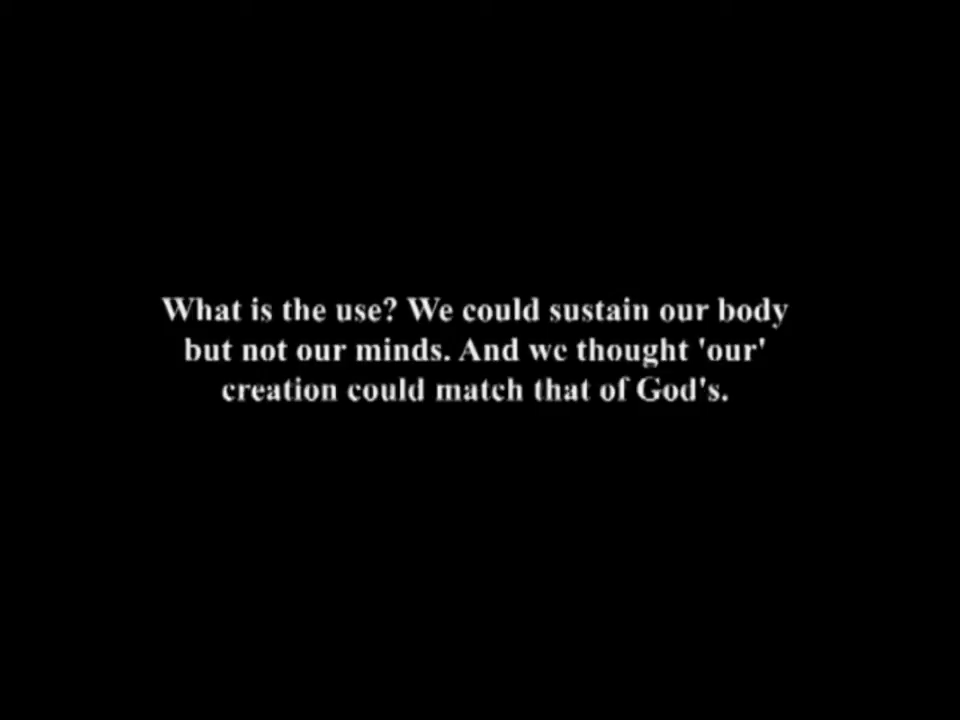 What is the use? We could sustain our body
but not our minds. And we thought 'our'
creation could match that of God's.